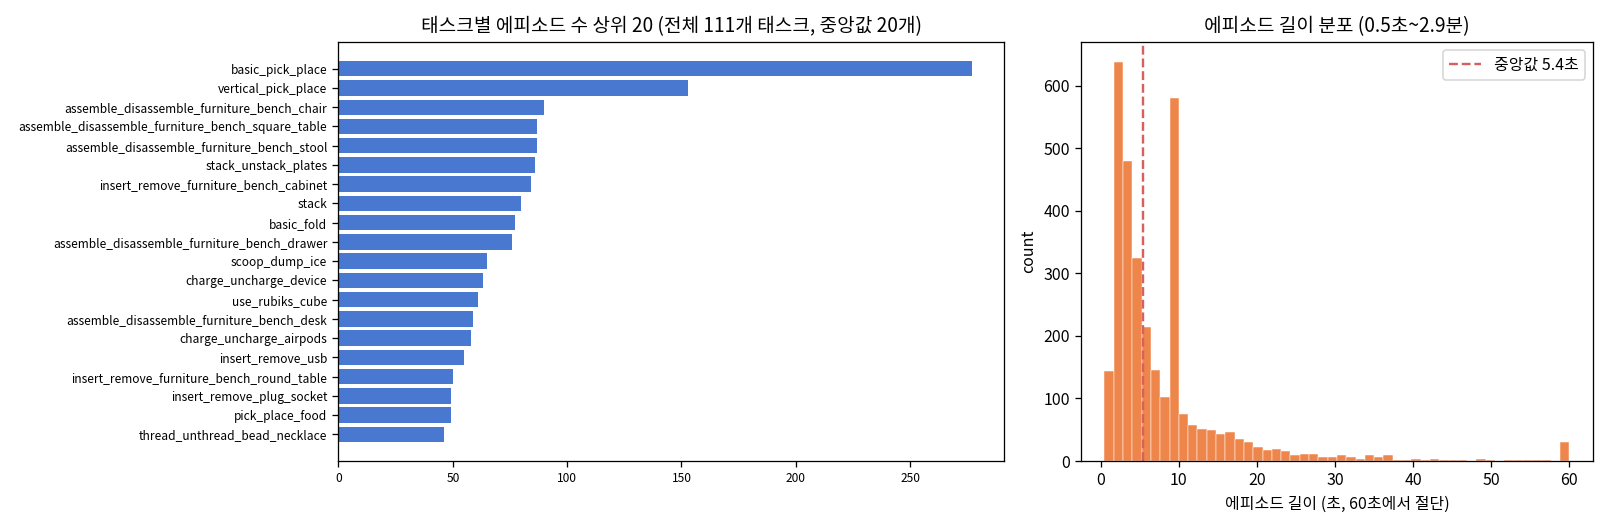 태스크별 에피소드 수 상위 20 (전체 111개 태스크, 중앙값 20개)
basic_pick_place
vertical_pick_place
assemble_disassemble_furniture_bench_chair
assemble_disassemble_furniture_bench_square_table
assemble_disassemble_furniture_bench_stool
stack_unstack_plates
insert_remove_furniture_bench_cabinet
stack
basic_fold
assemble_disassemble_furniture_bench_drawer
scoop_dump_ice
charge_uncharge_device
use_rubiks_cube
assemble_disassemble_furniture_bench_desk
charge_uncharge_airpods
insert_remove_usb
insert_remove_furniture_bench_round_table
insert_remove_plug_socket
pick_place_food
thread_unthread_bead_necklace
0 50 100 150 200 250
에피소드 길이 분포 (0.5초~2.9분)
중앙값 5.4초
count
600
500
400
300
200
100
0
0 10 20 30 40 50 60
에피소드 길이 (초, 60초에서 절단)